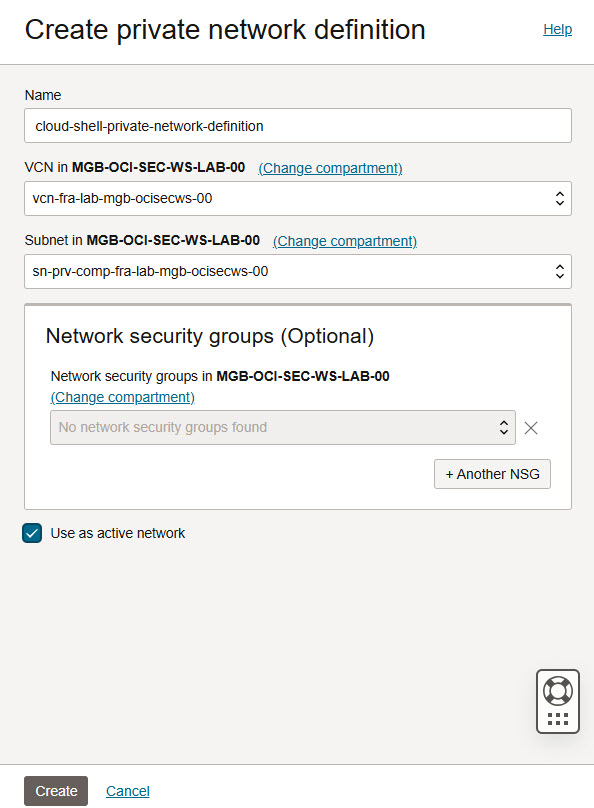 Create private network definition
Help
Name
cloud-shell-private-network-definition
VCN in MGB-OCI-SEC-WS-LAB-00 (Change compartment)
vcn-fra-lab-mgb-ocisecws-00
Subnet in MGB-OCI-SEC-WS-LAB-00 (Change compartment)
sn-prv-comp-fra-lab-mgb-ocisecws-00
Network security groups (Optional)
Network security groups in MGB-OCI-SEC-WS-LAB-00
(Change compartment)
No network security groups found
+ Another NSG
Use as active network
Create
Cancel